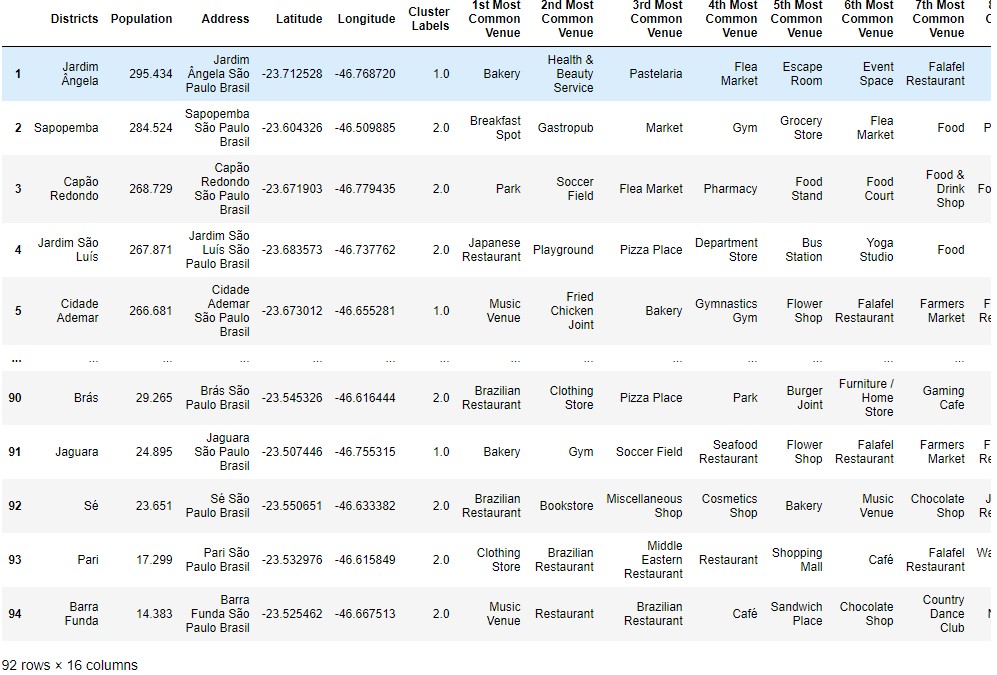 Districts Population Address Latitude Longitude Cluster Labels 1st Most Common Venue 2nd Most Common Venue 3rd Most Common Venue 4th Most Common Venue 5th Most Common Venue 6th Most Common Venue 7th Most Common Venue
1 Jardim Ângela 295.434 Jardim Ângela São Paulo Brasil -23.712528 -46.768720 1.0 Bakery Health & Beauty Service Pastelaria Flea Market Escape Room Event Space Falafel Restaurant
2 Sapopemba 284.524 Sapopemba São Paulo Brasil -23.604326 -46.509885 2.0 Breakfast Spot Gastropub Market Gym Grocery Store Flea Market Food
3 Capão Redondo 268.729 Capão Redondo São Paulo Brasil -23.671903 -46.779435 2.0 Park Soccer Field Flea Market Pharmacy Food Stand Food Court Food & Drink Shop
4 Jardim São Luís 267.871 Jardim São Luís São Paulo Brasil -23.683573 -46.737762 2.0 Japanese Restaurant Playground Pizza Place Department Store Bus Station Yoga Studio Food
5 Cidade Ademar 266.681 Cidade Ademar São Paulo Brasil -23.673012 -46.655281 1.0 Music Venue Fried Chicken Joint Bakery Gymnastics Gym Flower Shop Falafel Restaurant Farmers Market
... ... ... ... ... ... ... ... ... ... ... ... ... ...
90 Brás 29.265 Brás São Paulo Brasil -23.545326 -46.616444 2.0 Brazilian Restaurant Clothing Store Pizza Place Park Burger Joint Furniture / Home Store Gaming Cafe
91 Jaguara 24.895 Jaguara São Paulo Brasil -23.507446 -46.755315 1.0 Bakery Gym Soccer Field Seafood Restaurant Flower Shop Falafel Restaurant Farmers Market
92 Sé 23.651 Sé São Paulo Brasil -23.550651 -46.633382 2.0 Brazilian Restaurant Bookstore Miscellaneous Shop Cosmetics Shop Bakery Music Venue Chocolate Shop
93 Pari 17.299 Pari São Paulo Brasil -23.532976 -46.615849 2.0 Clothing Store Brazilian Restaurant Middle Eastern Restaurant Restaurant Shopping Mall Café Falafel Restaurant
94 Barra Funda 14.383 Barra Funda São Paulo Brasil -23.525462 -46.667513 2.0 Music Venue Restaurant Brazilian Restaurant Café Sandwich Place Chocolate Shop Country Dance Club
92 rows × 16 columns